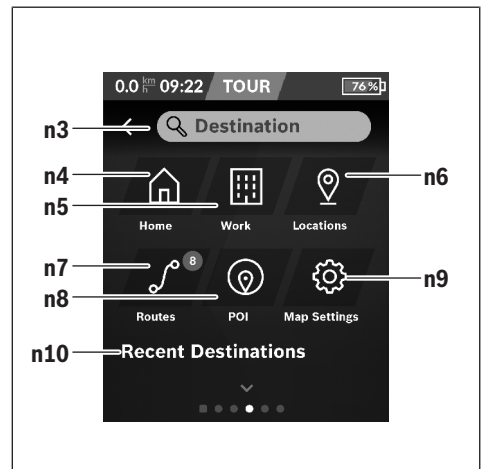 0.0 km/h 09:22 TOUR 76%
n3 Destination
n4 n6
n5
Home Work Locations
n7 8
n8 n9
Routes POI Map Settings
n10 Recent Destinations